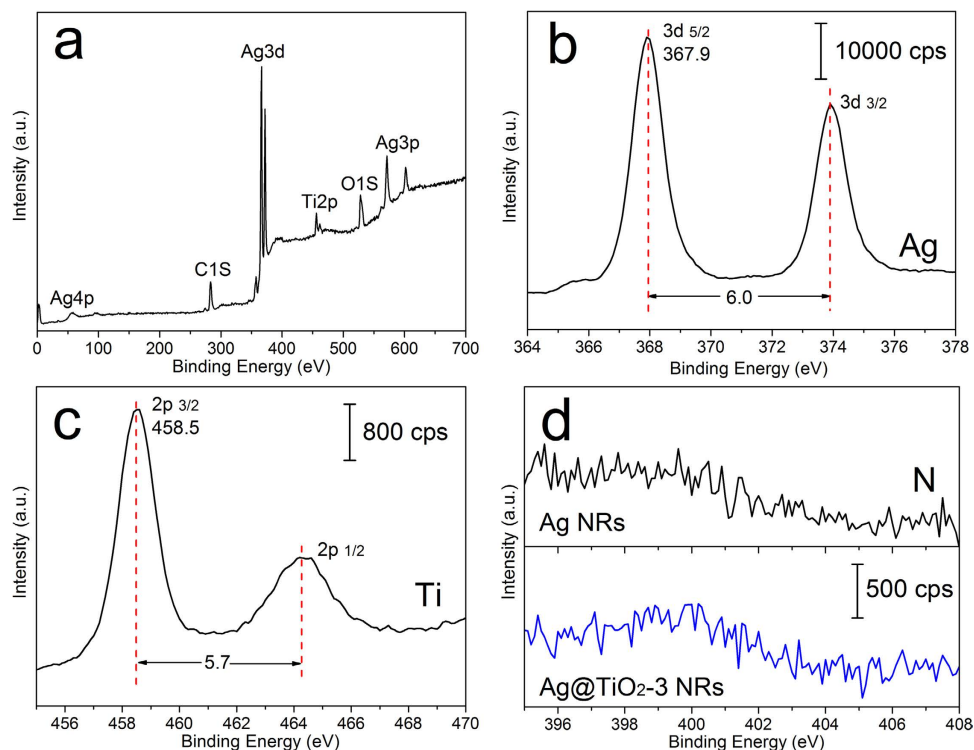 a
Ag3d
Ag3p
O1S
Ti2p
C1S
Ag4p
Intensity (a.u.)
0 100 200 300 400 500 600 700
Binding Energy (eV)
b
3d 5/2
367.9
10000 cps
3d 3/2
Ag
6.0
Intensity (a.u.)
364 366 368 370 372 374 376 378
Binding Energy (eV)
c
2p 3/2
458.5
800 cps
2p 1/2
Ti
5.7
Intensity (a.u.)
456 458 460 462 464 466 468 470
Binding Energy (eV)
d
N
Ag NRs
500 cps
Ag@TiO2-3 NRs
Intensity (a.u.)
Intensity (a.u.)
396 398 400 402 404 406 408
Binding Energy (eV)